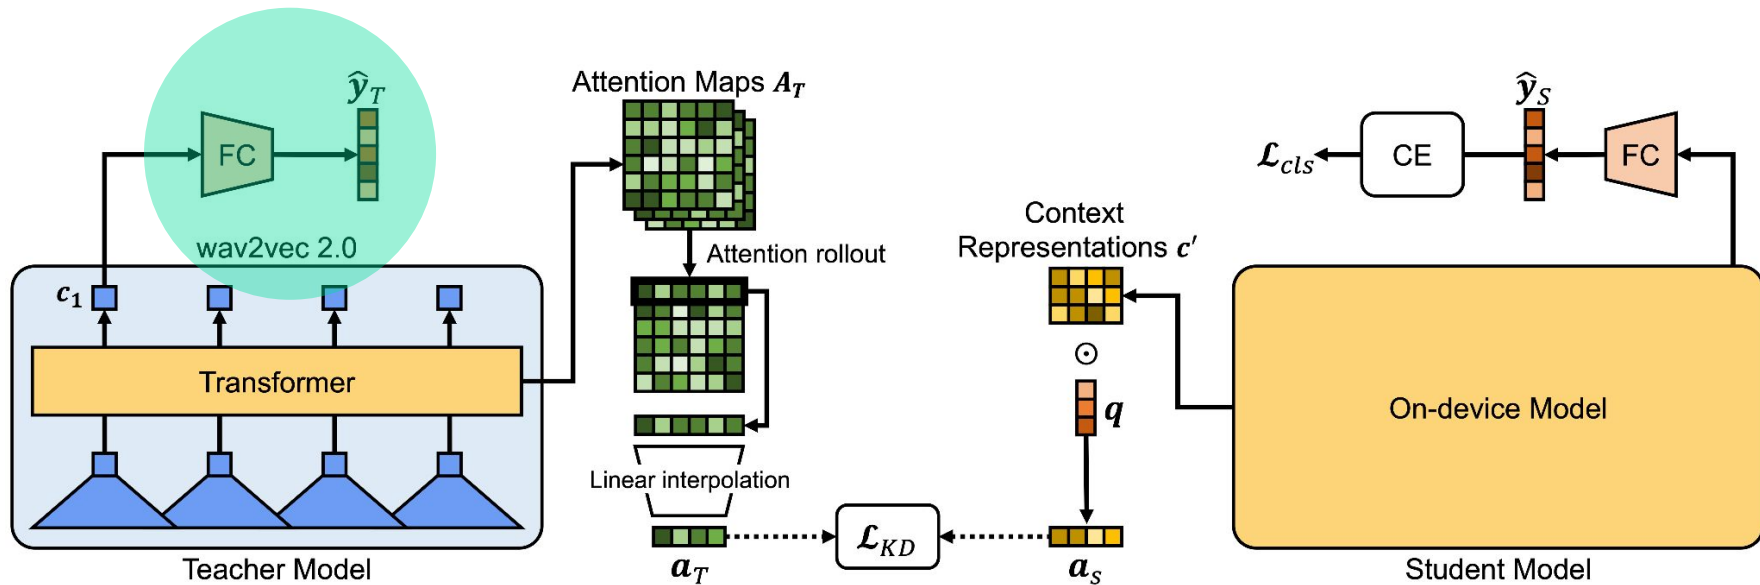 ŷ_T
FC
wav2vec 2.0
c₁
Transformer
Teacher Model
Attention Maps A_T
Attention rollout
Linear interpolation
a_T
ℒ_KD
Context
Representations c′
⊙
q
a_s
ℒ_cls
CE
ŷ_S
FC
On-device Model
Student Model